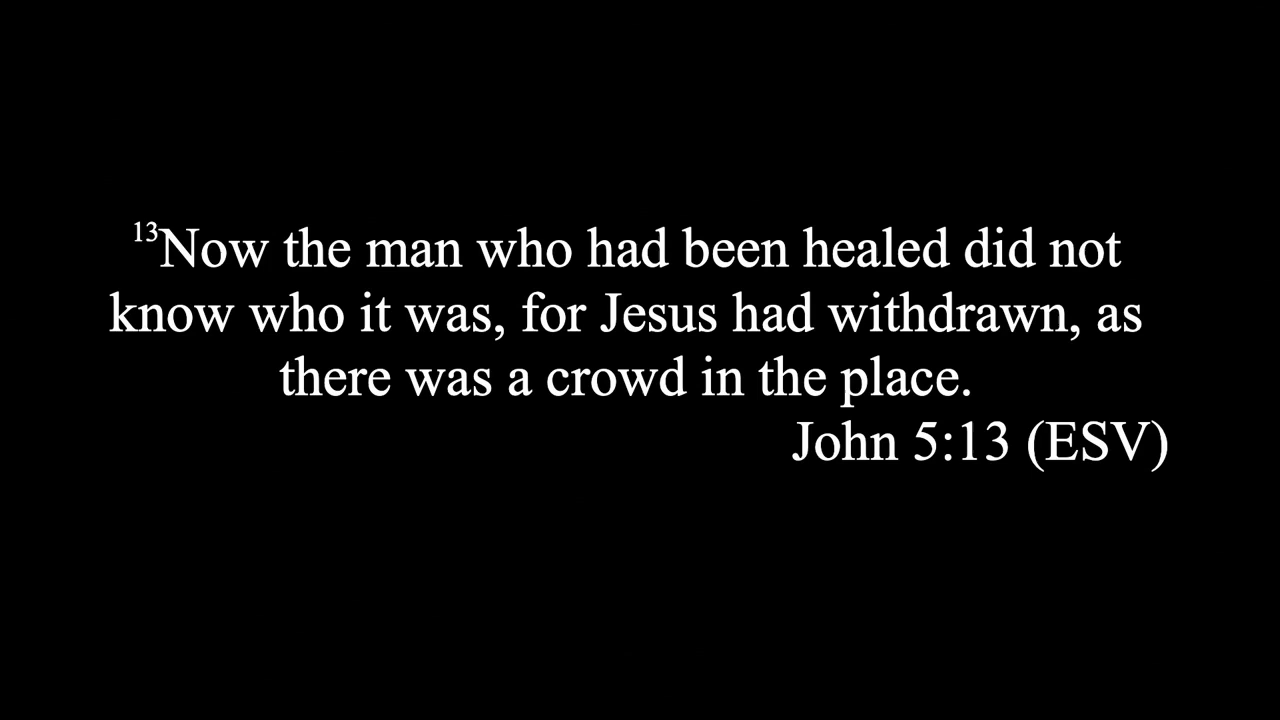 13Now the man who had been healed did not
know who it was, for Jesus had withdrawn, as
there was a crowd in the place.
John 5:13 (ESV)